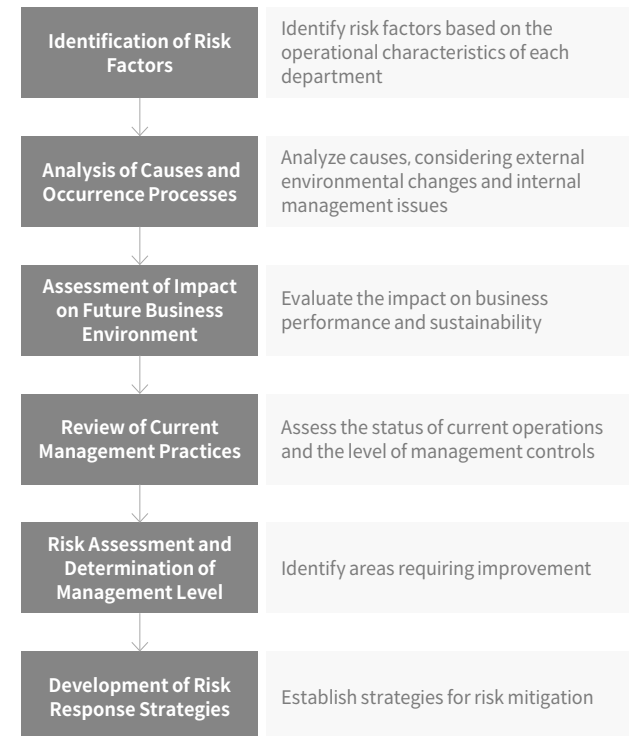 Identification of Risk
Factors
Identify risk factors based on the
operational characteristics of each
department
Analysis of Causes and
Occurrence Processes
Analyze causes, considering external
environmental changes and internal
management issues
Assessment of Impact
on Future Business
Environment
Evaluate the impact on business
performance and sustainability
Review of Current
Management Practices
Assess the status of current operations
and the level of management controls
Risk Assessment and
Determination of
Management Level
Identify areas requiring improvement
Development of Risk
Response Strategies
Establish strategies for risk mitigation